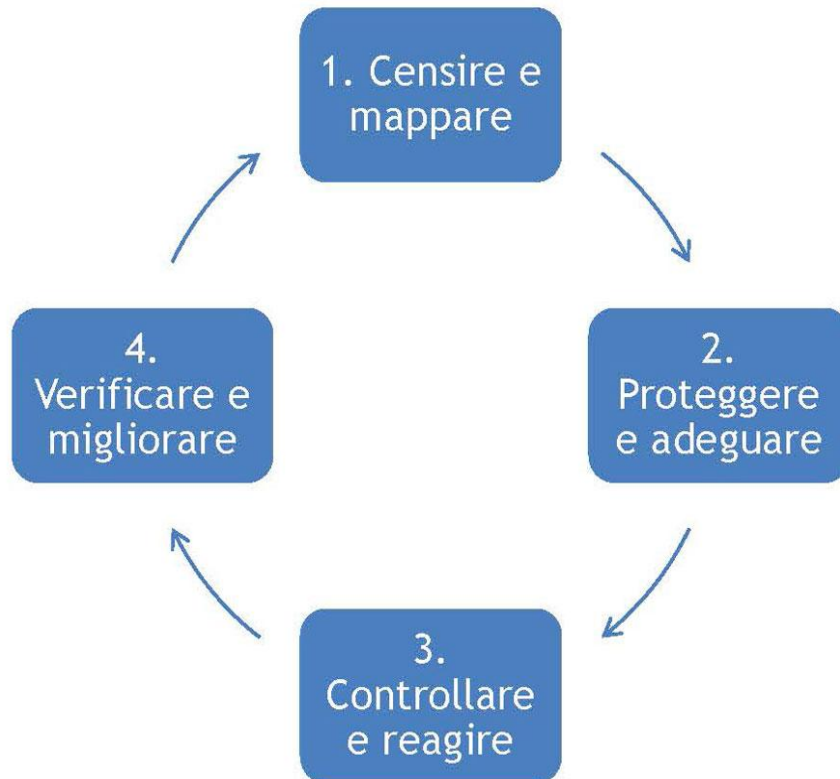 1. Censire e
mappare
2.
Proteggere
e adeguare
3.
Controllare
e reagire
4.
Verificare e
migliorare